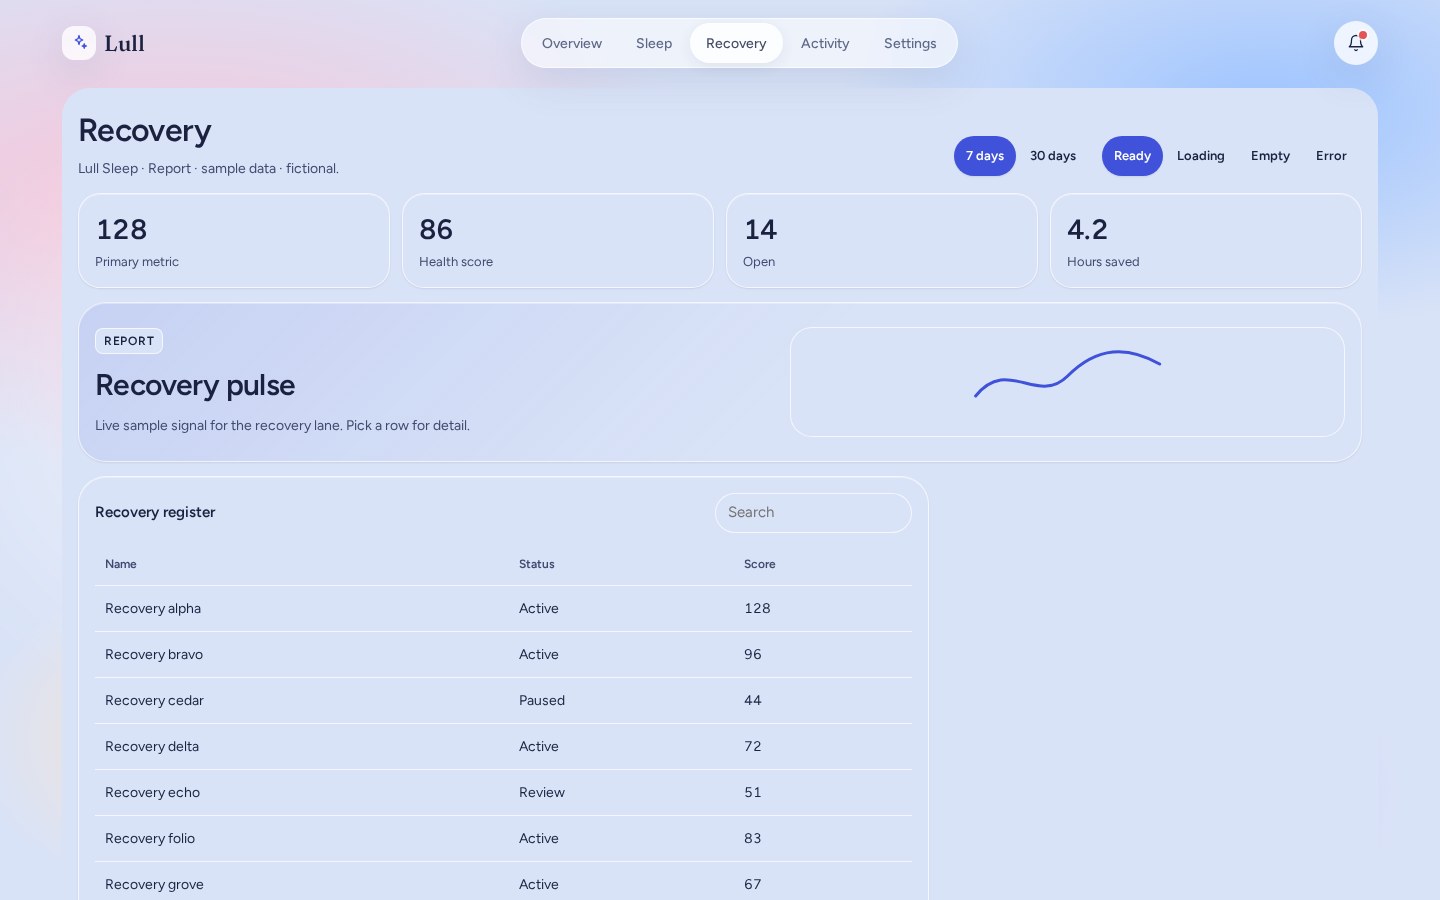 Lull
Overview Sleep Recovery Activity Settings
Recovery
Lull Sleep · Report · sample data · fictional.
7 days 30 days Ready Loading Empty Error
128
Primary metric
86
Health score
14
Open
4.2
Hours saved
REPORT
Recovery pulse
Live sample signal for the recovery lane. Pick a row for detail.
Recovery register
Search
Name Status Score
Recovery alpha Active 128
Recovery bravo Active 96
Recovery cedar Paused 44
Recovery delta Active 72
Recovery echo Review 51
Recovery folio Active 83
Recovery grove Active 67